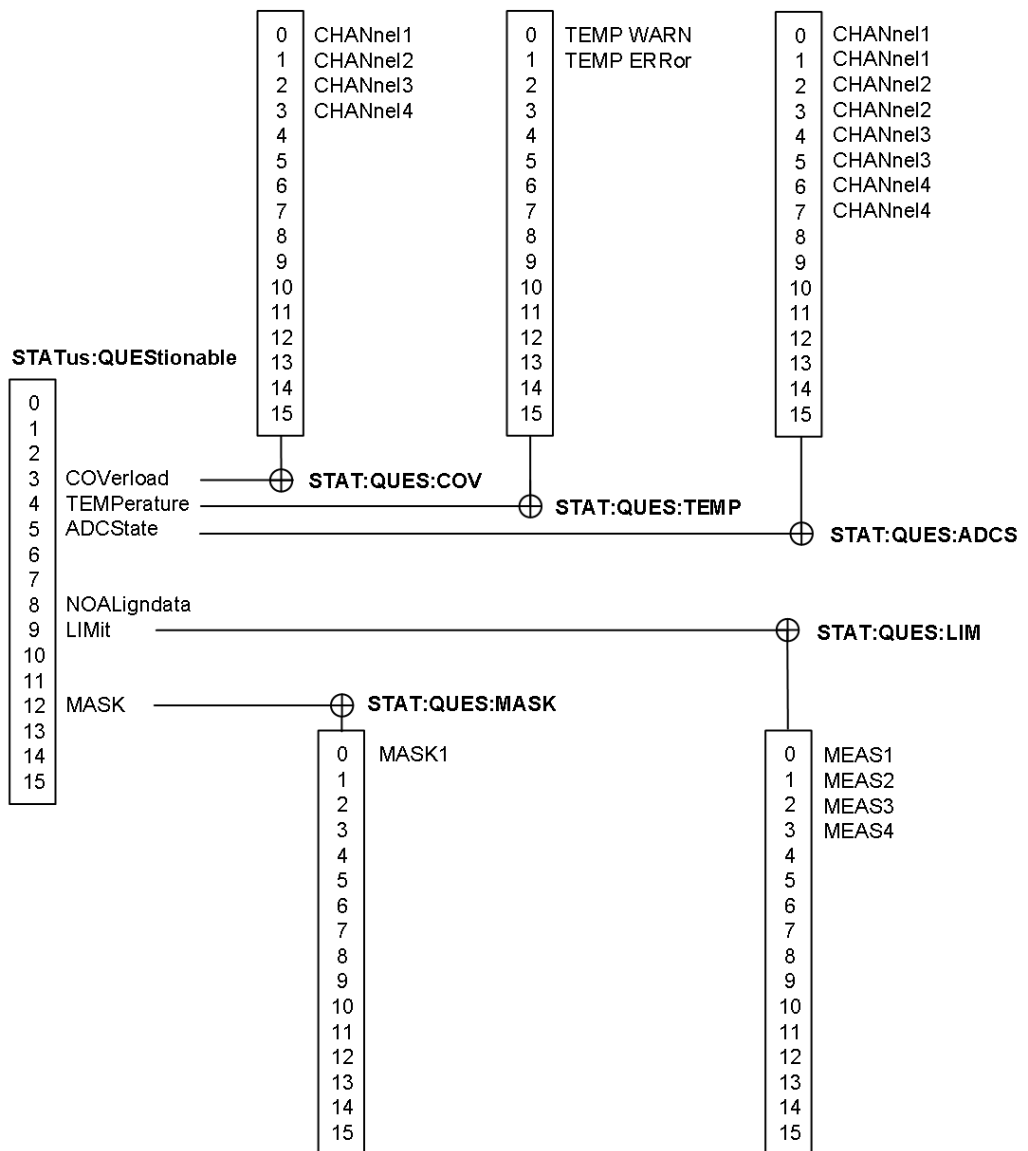 0 CHANnel1
1 CHANnel2
2 CHANnel3
3 CHANnel4
4
5
6
7
8
9
10
11
12
13
14
15
0 TEMP WARN
1 TEMP ERRor
2
3
4
5
6
7
8
9
10
11
12
13
14
15
0 CHANnel1
1 CHANnel1
2 CHANnel2
3 CHANnel2
4 CHANnel3
5 CHANnel3
6 CHANnel4
7 CHANnel4
8
9
10
11
12
13
14
15
STATus:QUEStionable
0
1
2
3 COVerload
4 TEMPerature
5 ADCState
6
7
8 NOALigndata
9 LIMit
10
11
12 MASK
13
14
15
STAT:QUES:COV
STAT:QUES:TEMP
STAT:QUES:ADCS
STAT:QUES:LIM
STAT:QUES:MASK
0 MASK1
1
2
3
4
5
6
7
8
9
10
11
12
13
14
15
0 MEAS1
1 MEAS2
2 MEAS3
3 MEAS4
4
5
6
7
8
9
10
11
12
13
14
15